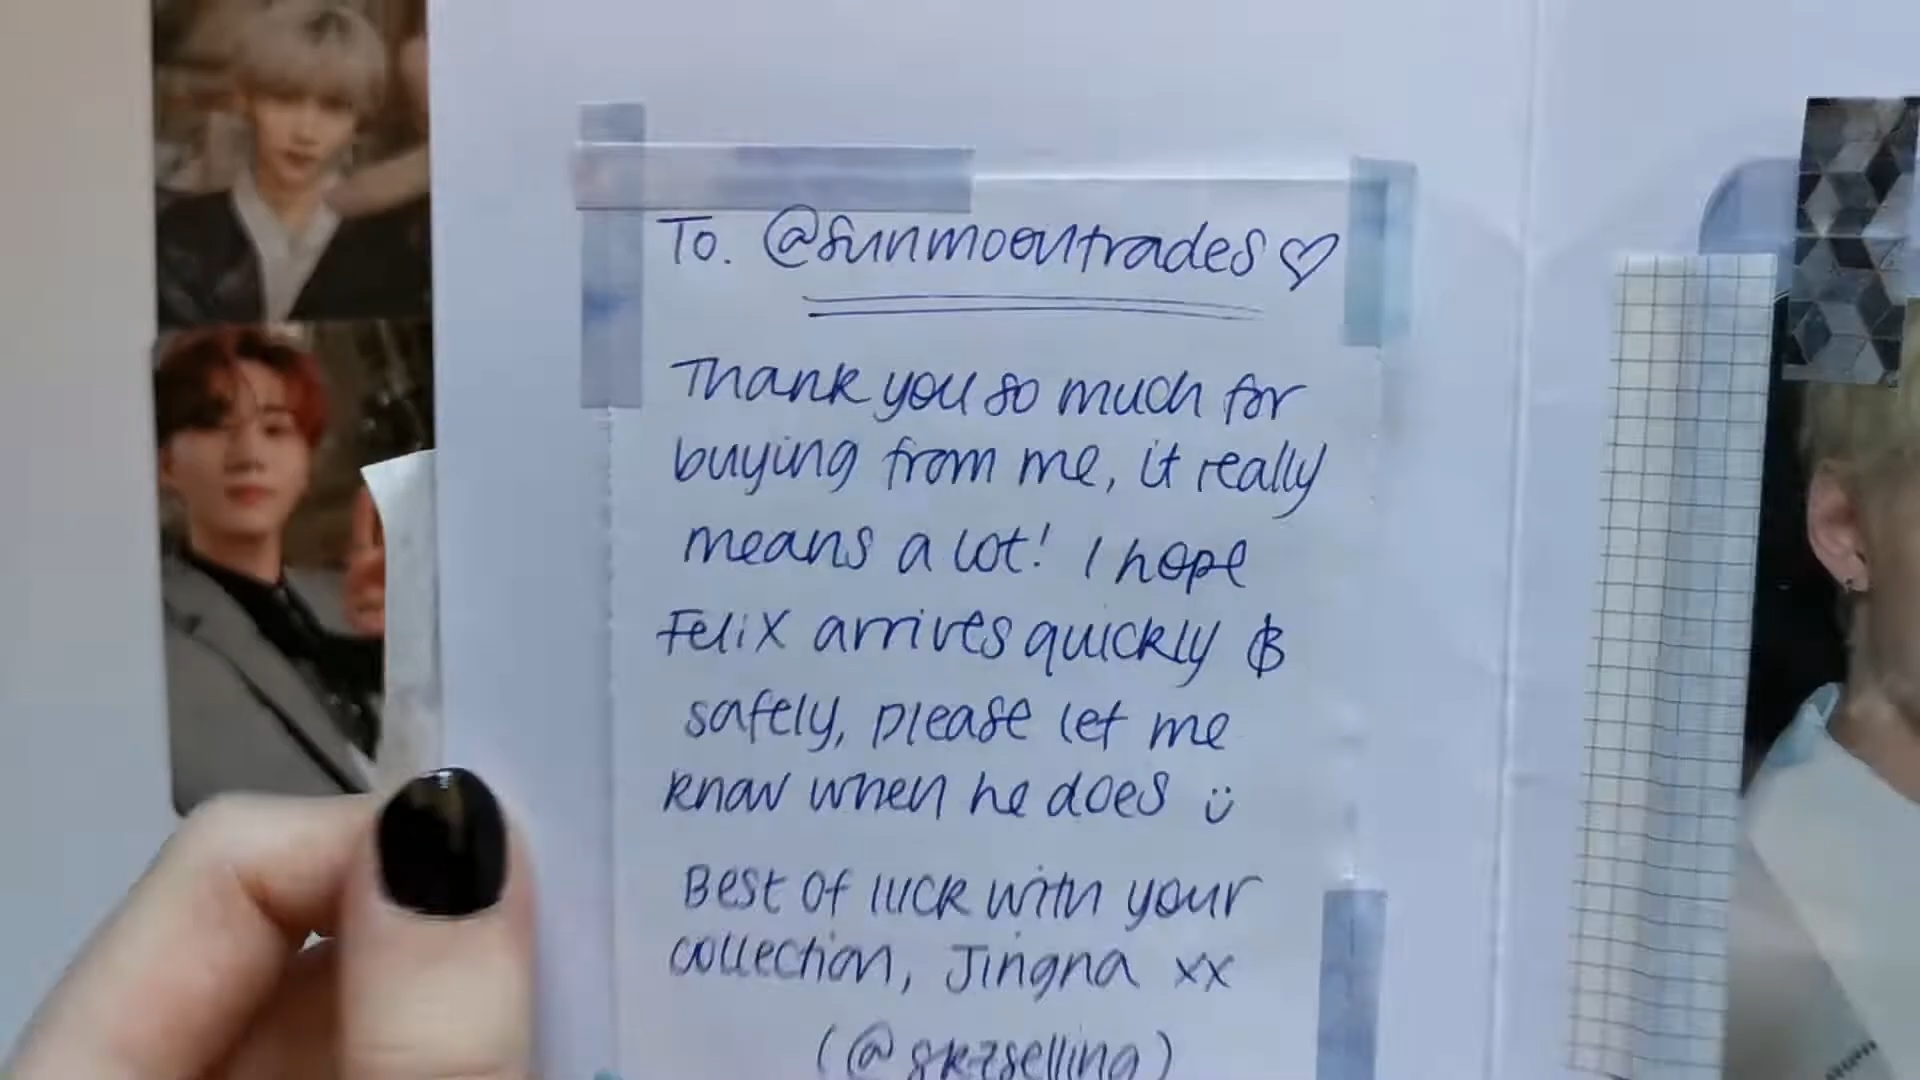 To. @sunmoontrades♡
Thank you so much for
buying from me, it really
means a lot! I hope
Felix arrives quickly &
safely, please let me
know when he does ü
Best of luck with your
collection, Jingna xx
(@skzselling)